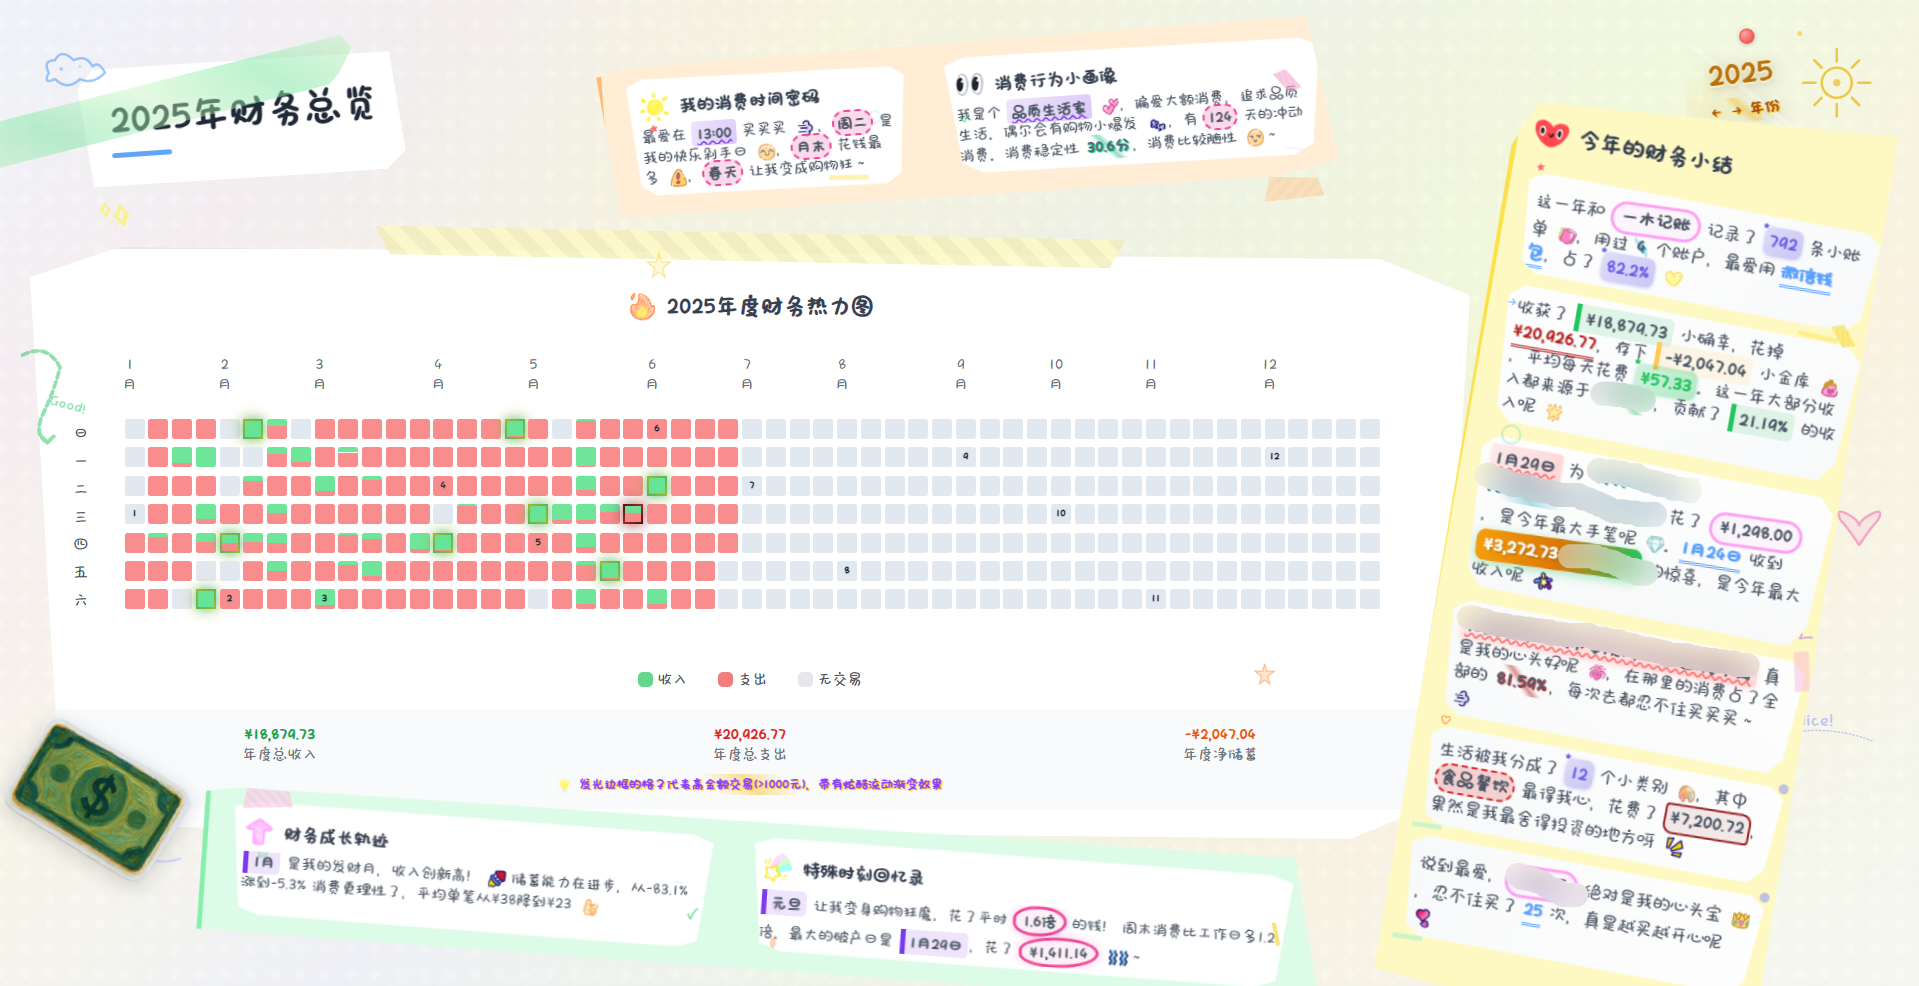 2025年财务总览
我的消费时间密码
最爱在 13:00 买买买 周二 是
我的快乐剁手日 , 月末 花钱最
多 , 春天 让我变成购物狂 ~
消费行为小画像
我是个 品质生活家 , 偏爱大额消费, 追求品质
生活. 偶尔会有购物小爆发 , 有 124 天的冲动
消费. 消费稳定性 30.6分, 消费比较随性 ~
2025
← → 年份
今年的财务小结
这一年和 一木记账 记录了 792 条小账
单 , 用过 个账户, 最爱用 微信钱
包, 占了 82.2%
收获了 ¥18,879.73 小确幸, 花掉
¥20,926.77, 存下 -¥2,047.04 小金库
, 平均每天花费 ¥57.33. 这一年大部分收
入都来源于 , 贡献了 21.19% 的收
入呢
1月29日 为
花了 ¥1,298.00
, 是今年最大手笔呢 . 1月24日 收到
¥3,272.73 的惊喜, 是今年最大
收入呢
是我的心头好呢 , 在那里的消费占了全 真
部的 81.59%, 每次去都忍不住买买买 ~
生活被我分成了 12 个小类别 , 其中
食品餐饮 最得我心, 花费了 ¥7,200.72,
果然是我最舍得投资的地方呀
说到最爱, 绝对是我的心头宝
, 忍不住买了 25 次, 真是越买越开心呢
2025年度财务热力图
1月 2月 3月 4月 5月 6月 7月 8月 9月 10月 11月 12月
Good!
日 6
一 9 12
二 4 7
三 1 10
四 5
五 8
六 2 3 11
收入 支出 无交易
¥18,879.73 ¥20,926.77 -¥2,047.04
年度总收入 年度总支出 年度净储蓄
发光边框的格子代表高金额交易(>1000元), 带有炫酷流动渐变效果
ice!
财务成长轨迹
1月 是我的发财月, 收入创新高! 储蓄能力在进步, 从-83.1%
涨到-5.3% 消费更理性了, 平均单笔从¥38降到¥23
特殊时刻回忆录
元旦 让我变身购物狂魔, 花了平时 1.6倍 的钱! 周末消费比工作日多1.2
倍, 最大的破产日是 1月29日, 花了 ¥1,411.14 ~